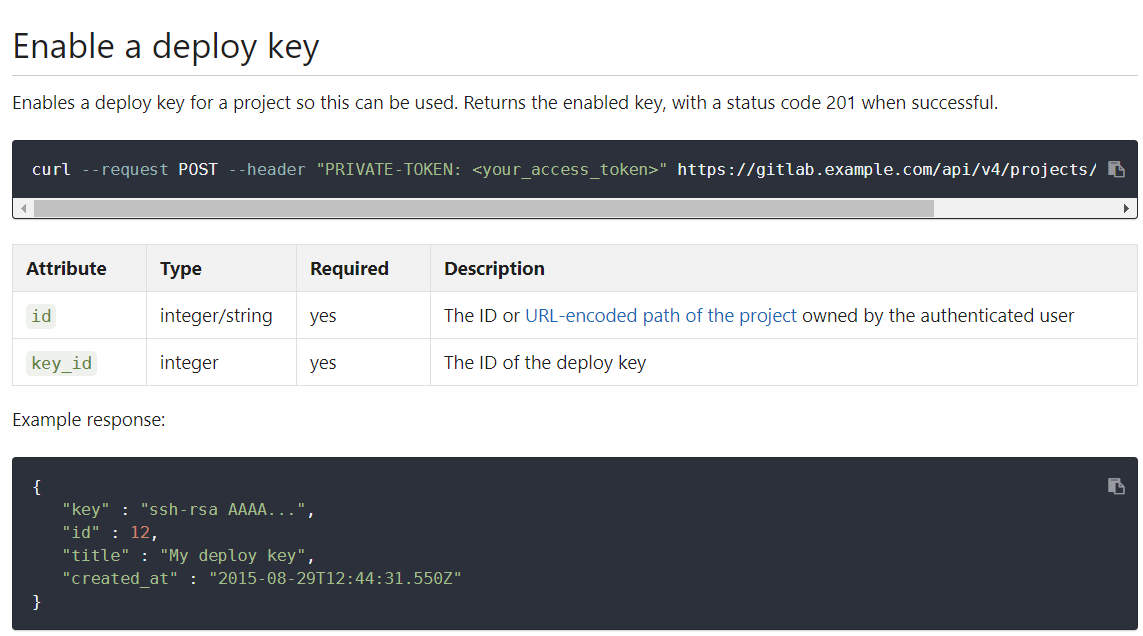 Enable a deploy key
Enables a deploy key for a project so this can be used. Returns the enabled key, with a status code 201 when successful.
curl --request POST --header "PRIVATE-TOKEN: <your_access_token>" https://gitlab.example.com/api/v4/projects/
Attribute Type Required Description
id integer/string yes The ID or URL-encoded path of the project owned by the authenticated user
key_id integer yes The ID of the deploy key
Example response:
{
"key" : "ssh-rsa AAAA...",
"id" : 12,
"title" : "My deploy key",
"created_at" : "2015-08-29T12:44:31.550Z"
}